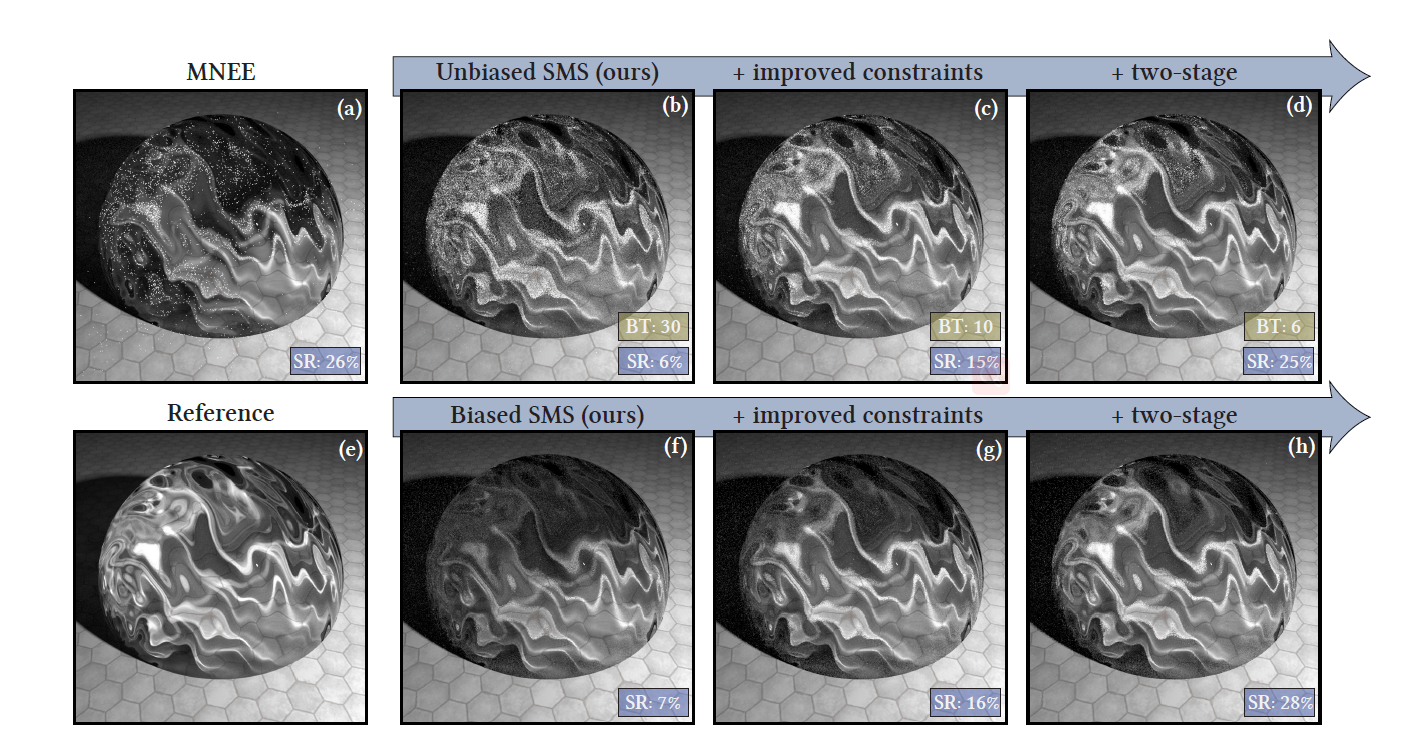 MNEE
Unbiased SMS (ours)
+ improved constraints
+ two-stage
(a)
(b)
(c)
(d)
BT: 30
BT: 10
BT: 6
SR: 26%
SR: 6%
SR: 15%
SR: 25%
Reference
Biased SMS (ours)
+ improved constraints
+ two-stage
(e)
(f)
(g)
(h)
SR: 7%
SR: 16%
SR: 28%